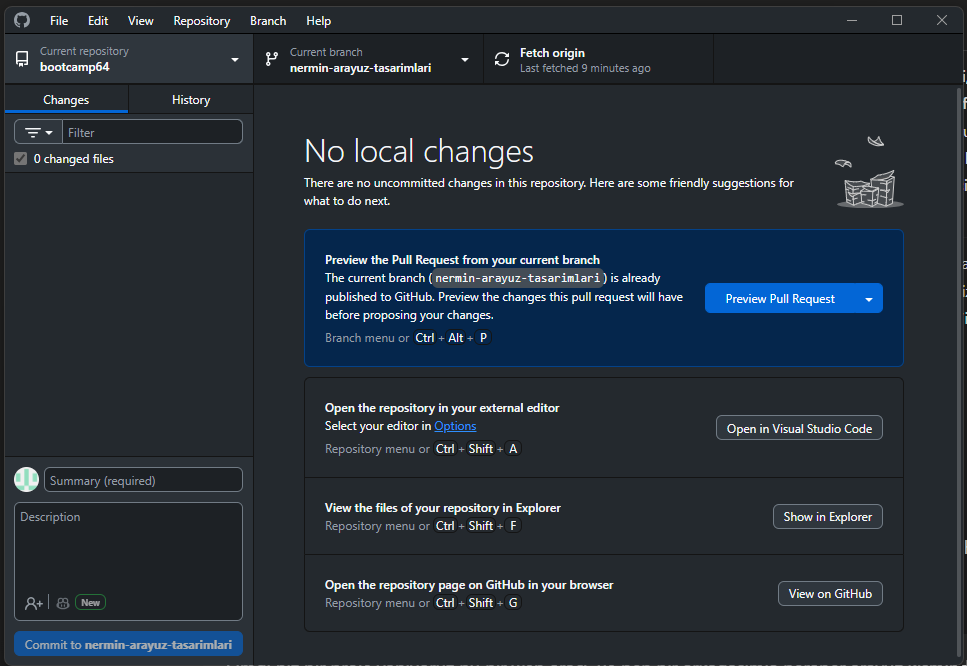 File Edit View Repository Branch Help
Current repository
bootcamp64
Current branch
nermin-arayuz-tasarimlari
Fetch origin
Last fetched 9 minutes ago
Changes
History
Filter
0 changed files
No local changes
There are no uncommitted changes in this repository. Here are some friendly suggestions for
what to do next.
Preview the Pull Request from your current branch
The current branch (nermin-arayuz-tasarimlari) is already
published to GitHub. Preview the changes this pull request will have
before proposing your changes.
Branch menu or Ctrl + Alt + P
Preview Pull Request
Open the repository in your external editor
Select your editor in Options
Repository menu or Ctrl + Shift + A
Open in Visual Studio Code
View the files of your repository in Explorer
Repository menu or Ctrl + Shift + F
Show in Explorer
Open the repository page on GitHub in your browser
Repository menu or Ctrl + Shift + G
View on GitHub
Summary (required)
Description
New
Commit to nermin-arayuz-tasarimlari